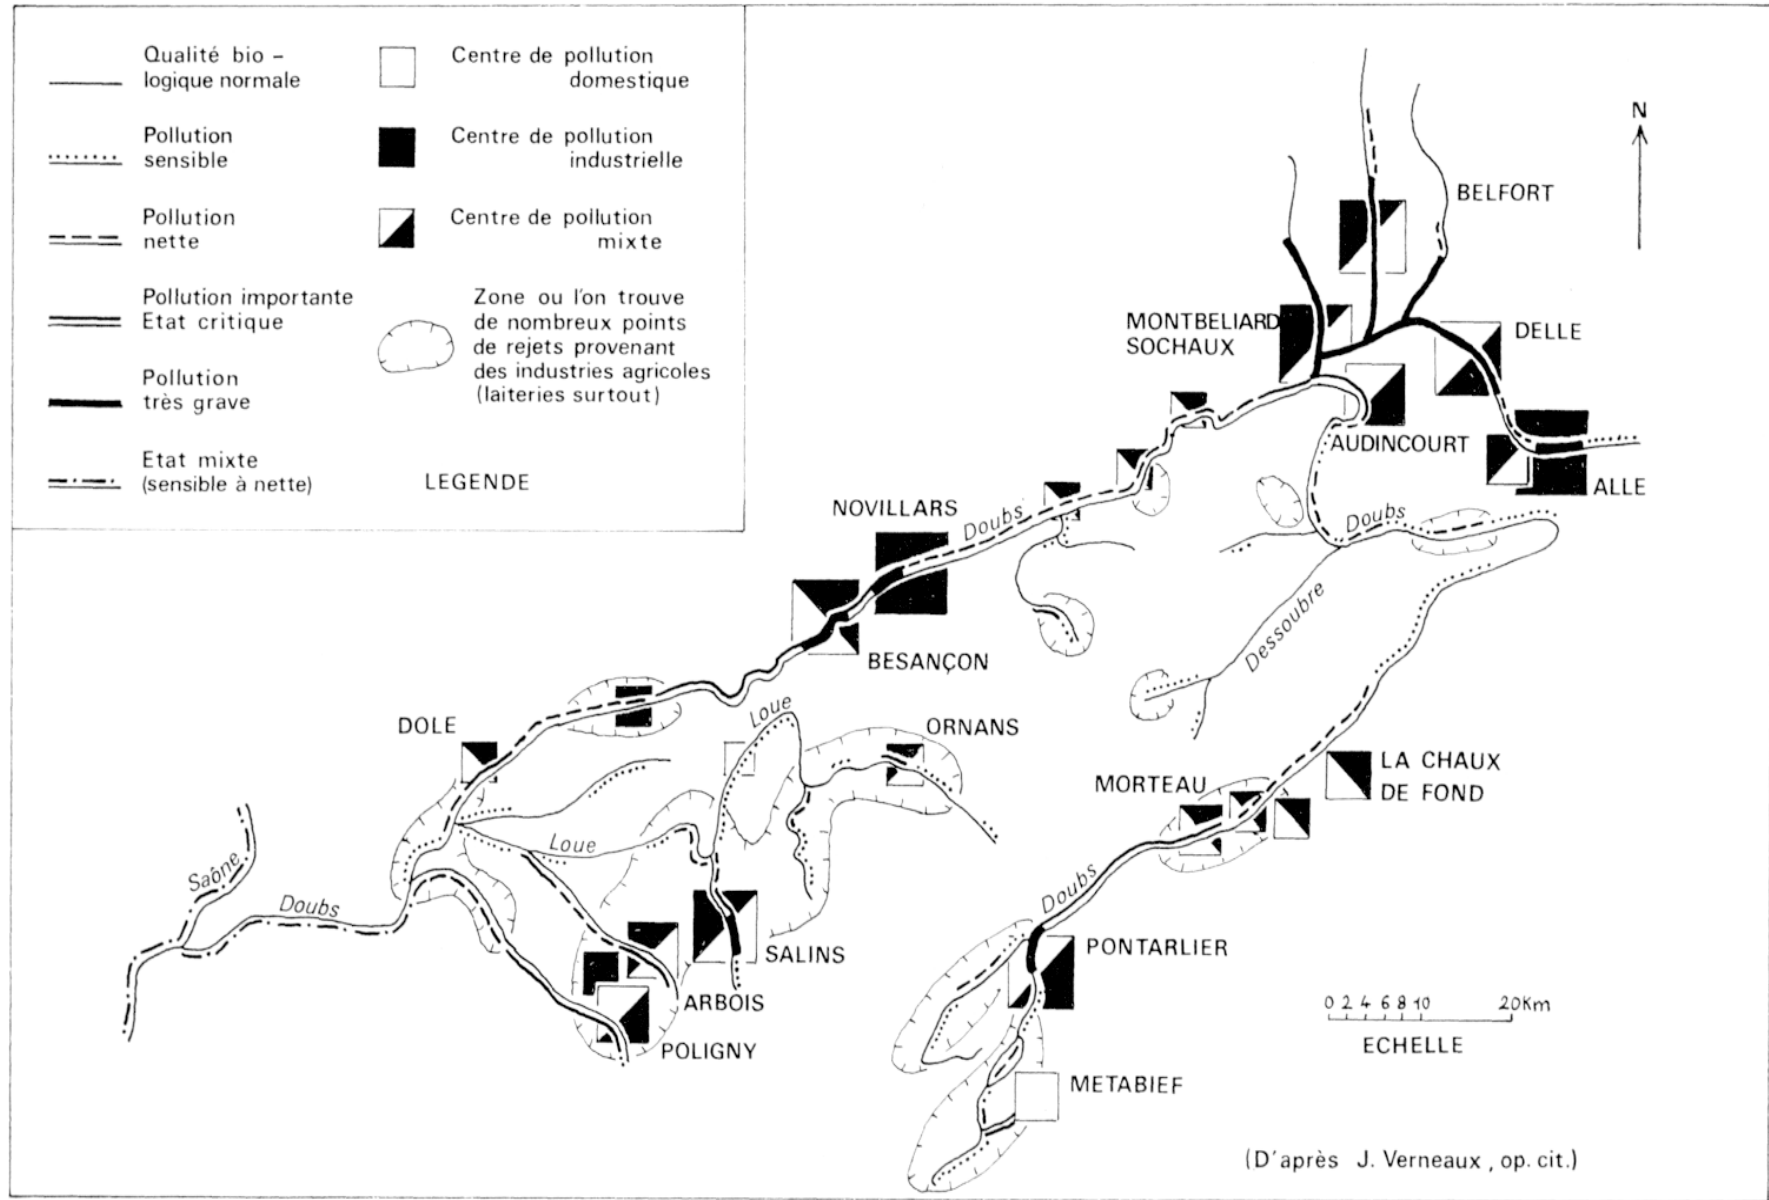 Qualité bio -
logique normale
Pollution
sensible
Pollution
nette
Pollution importante
Etat critique
Pollution
très grave
Etat mixte
(sensible à nette)
Centre de pollution
domestique
Centre de pollution
industrielle
Centre de pollution
mixte
Zone ou l'on trouve
de nombreux points
de rejets provenant
des industries agricoles
(laiteries surtout)
LEGENDE
N
BELFORT
MONTBELIARD
SOCHAUX
DELLE
AUDINCOURT
ALLE
NOVILLARS
Doubs
Doubs
BESANÇON
Dessoubre
DOLE
Loue
ORNANS
LA CHAUX
DE FOND
MORTEAU
Loue
Saône
Doubs
Doubs
SALINS
PONTARLIER
ARBOIS
POLIGNY
METABIEF
0 2 4 6 8 10 20Km
ECHELLE
(D'après J. Verneaux, op. cit.)